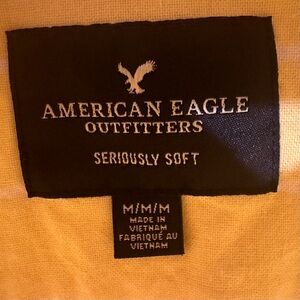 AMERICAN EAGLE
OUTFITTERS
SERIOUSLY SOFT
M/M/M
MADE IN
VIETNAM
FABRIQUÉ AU
VIETNAM